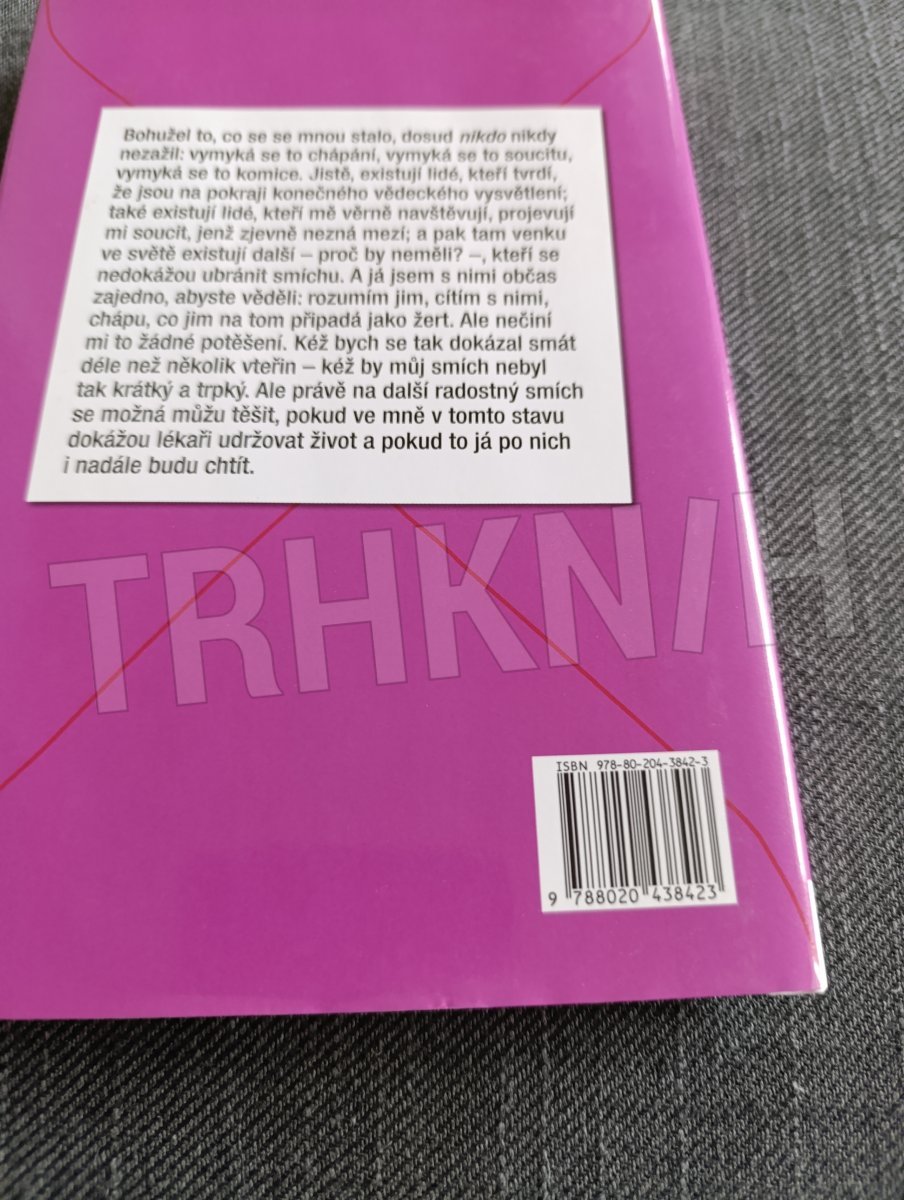 Bohužel to, co se se mnou stalo, dosud nikdo nikdy
nezažil: vymyká se to chápání, vymyká se to soucitu,
vymyká se to komice. Jistě, existují lidé, kteří tvrdí,
že jsou na pokraji konečného vědeckého vysvětlení;
také existují lidé, kteří mě věrně navštěvují, projevují
mi soucit, jenž zjevně nezná mezí; a pak tam venku
ve světě existují další – proč by neměli? –, kteří se
nedokážou ubránit smíchu. A já jsem s nimi občas
zajedno, abyste věděli: rozumím jim, cítím s nimi,
chápu, co jim na tom připadá jako žert. Ale nečiní
mi to žádné potěšení. Kéž bych se tak dokázal smát
déle než několik vteřin – kéž by můj smích nebyl
tak krátký a trpký. Ale právě na další radostný smích
se možná můžu těšit, pokud ve mně v tomto stavu
dokážou lékaři udržovat život a pokud to já po nich
i nadále budu chtít.
TRHKNIH
ISBN 978-80-204-3842-3
9 788020 438423